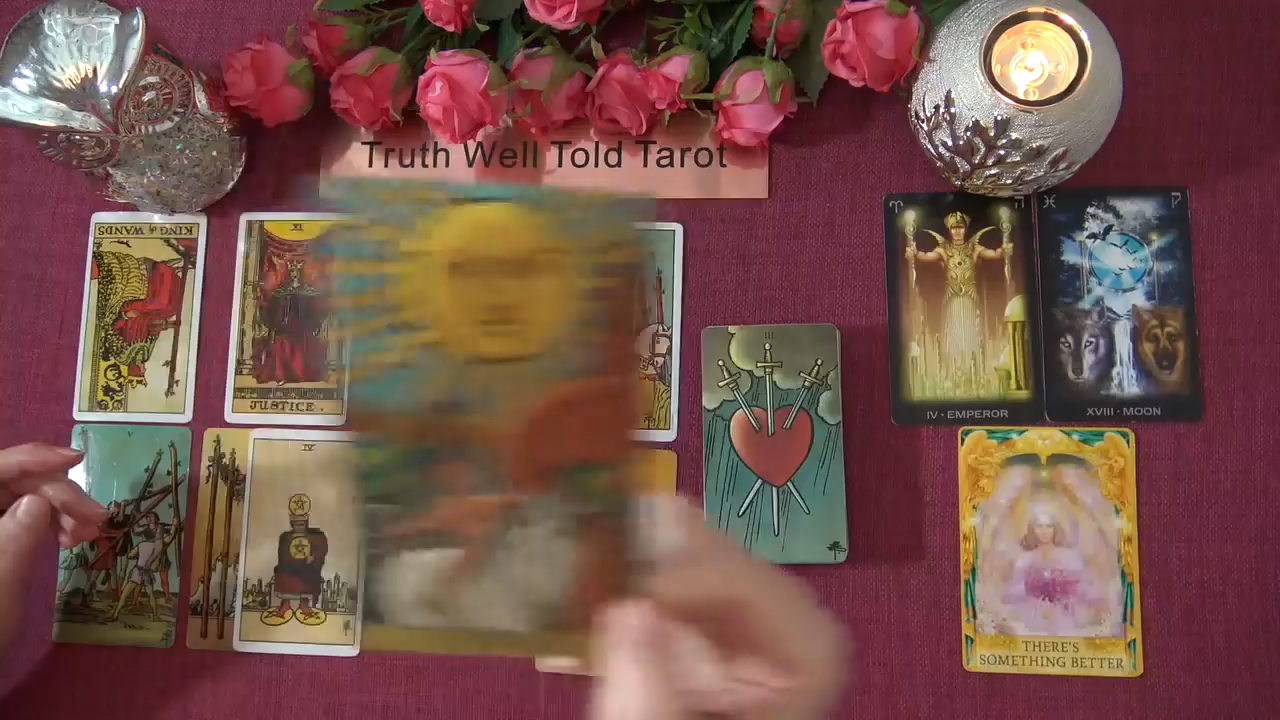 Truth Well Told Tarot
KING of WANDS
IX
JUSTICE.
III
IV · EMPEROR
XVIII · MOON
V
IV
THERE'S
SOMETHING BETTER